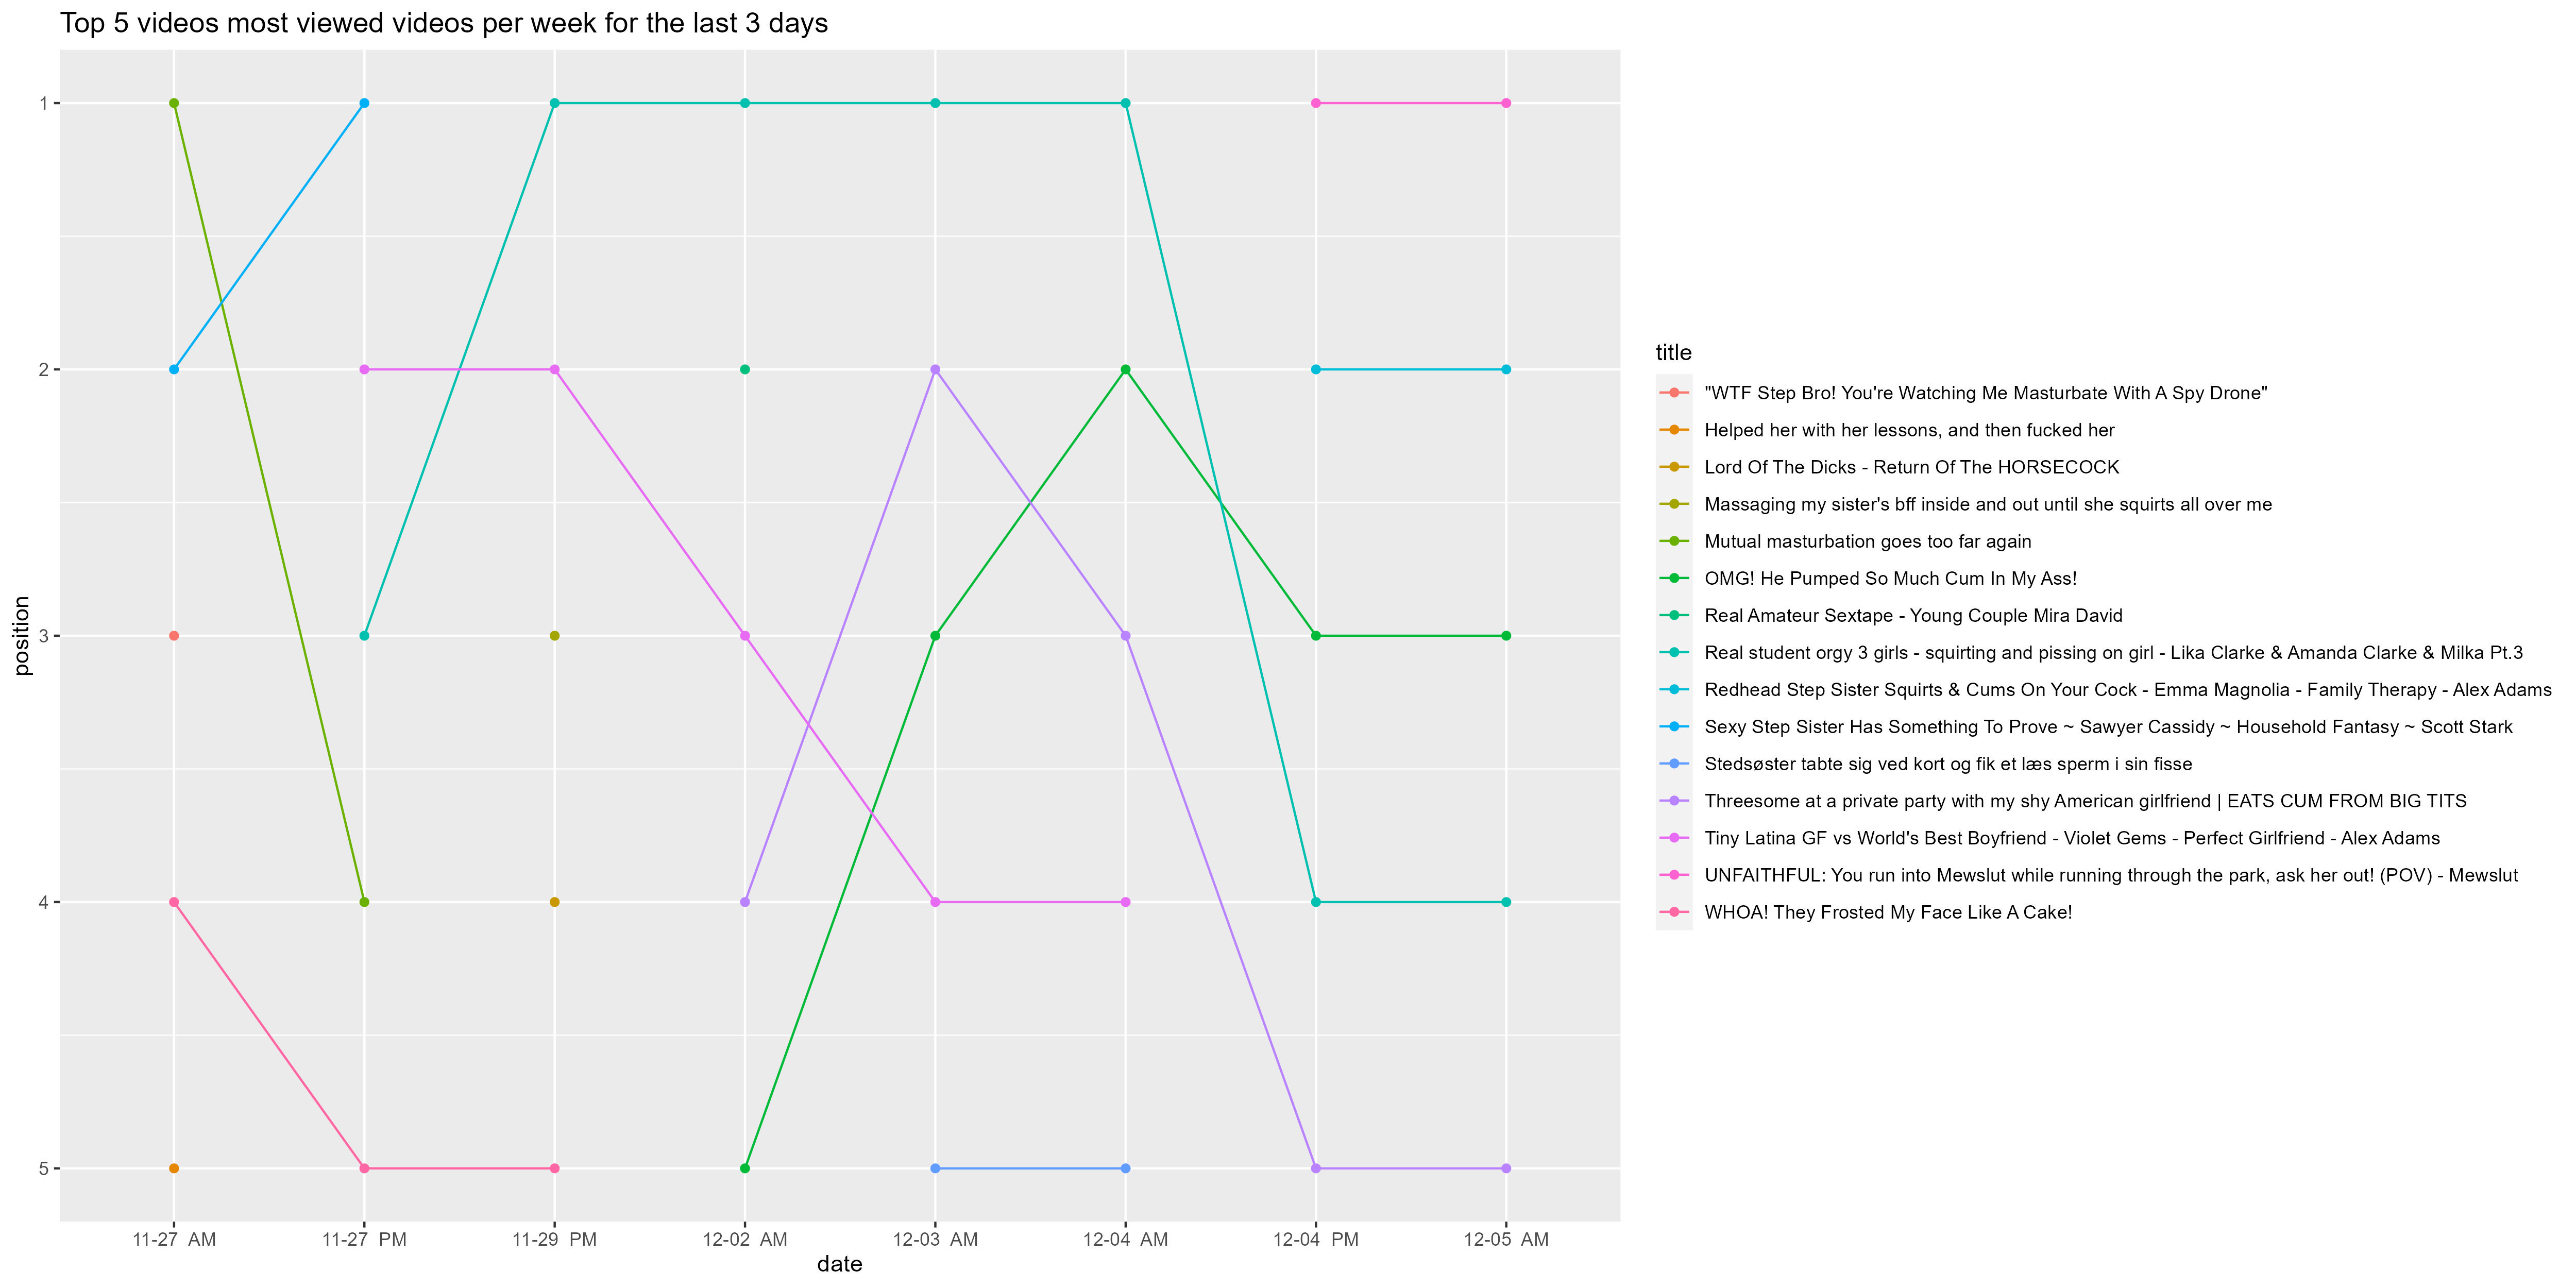 Top 5 videos most viewed videos per week for the last 3 days
1
2
3
4
5
position
11-27 AM
11-27 PM
11-29 PM
12-02 AM
12-03 AM
12-04 AM
12-04 PM
12-05 AM
date
title
"WTF Step Bro! You're Watching Me Masturbate With A Spy Drone"
Helped her with her lessons, and then fucked her
Lord Of The Dicks - Return Of The HORSECOCK
Massaging my sister's bff inside and out until she squirts all over me
Mutual masturbation goes too far again
OMG! He Pumped So Much Cum In My Ass!
Real Amateur Sextape - Young Couple Mira David
Real student orgy 3 girls - squirting and pissing on girl - Lika Clarke & Amanda Clarke & Milka Pt.3
Redhead Step Sister Squirts & Cums On Your Cock - Emma Magnolia - Family Therapy - Alex Adams
Sexy Step Sister Has Something To Prove ~ Sawyer Cassidy ~ Household Fantasy ~ Scott Stark
Stedsøster tabte sig ved kort og fik et læs sperm i sin fisse
Threesome at a private party with my shy American girlfriend | EATS CUM FROM BIG TITS
Tiny Latina GF vs World's Best Boyfriend - Violet Gems - Perfect Girlfriend - Alex Adams
UNFAITHFUL: You run into Mewslut while running through the park, ask her out! (POV) - Mewslut
WHOA! They Frosted My Face Like A Cake!